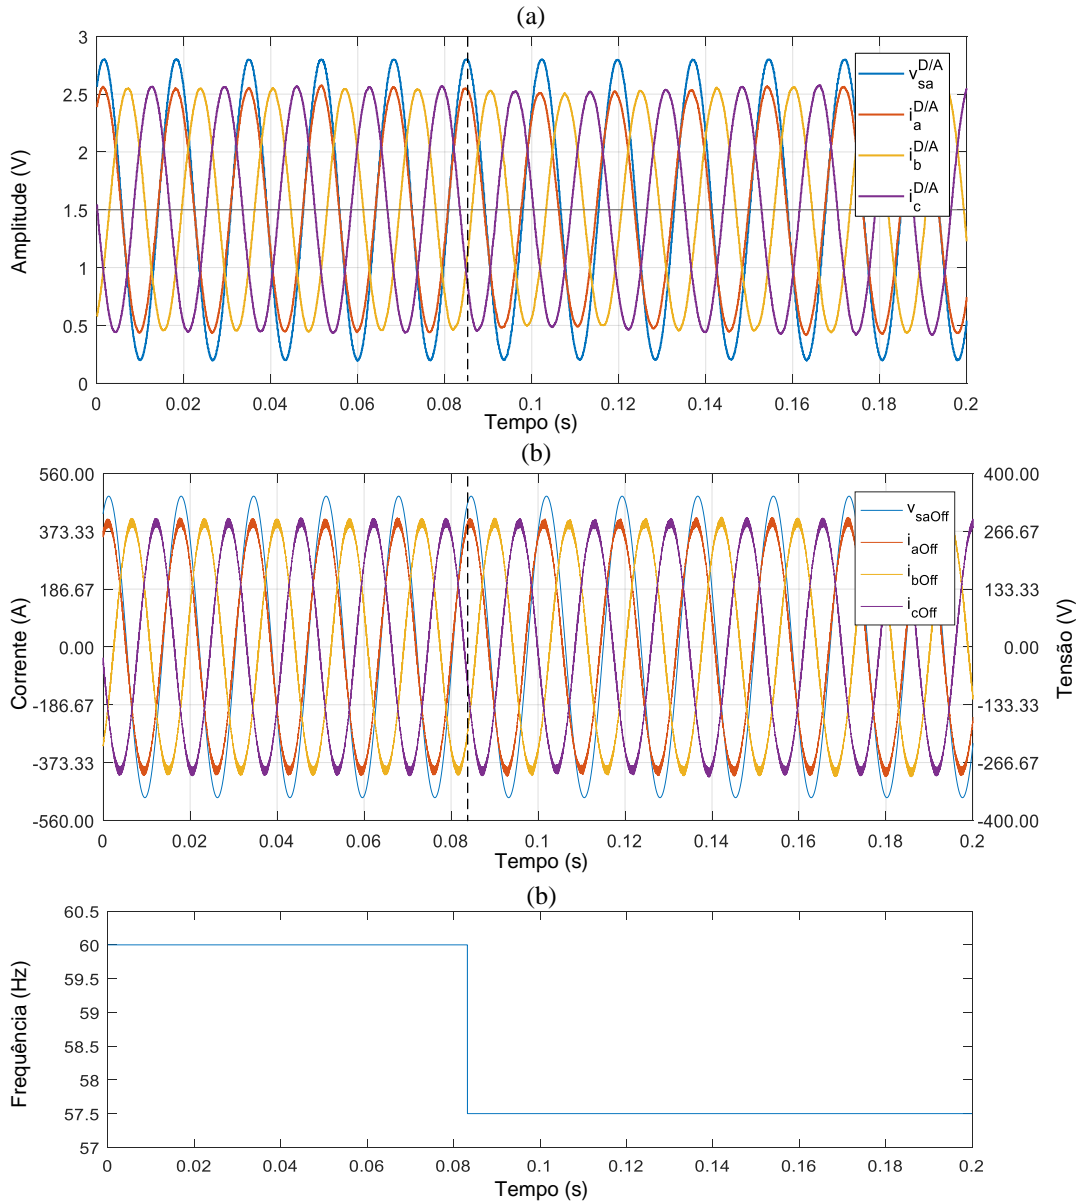 (a)
3
2.5
2
1.5
1
0.5
0
Amplitude (V)
v_sa^D/A
i_a^D/A
i_b^D/A
i_c^D/A
0 0.02 0.04 0.06 0.08 0.1 0.12 0.14 0.16 0.18 0.2
Tempo (s)
(b)
560.00
373.33
186.67
0.00
-186.67
-373.33
-560.00
Corrente (A)
400.00
266.67
133.33
0.00
-133.33
-266.67
-400.00
Tensão (V)
v_saOff
i_aOff
i_bOff
i_cOff
0 0.02 0.04 0.06 0.08 0.1 0.12 0.14 0.16 0.18 0.2
Tempo (s)
(b)
60.5
60
59.5
59
58.5
58
57.5
57
Frequência (Hz)
0 0.02 0.04 0.06 0.08 0.1 0.12 0.14 0.16 0.18 0.2
Tempo (s)